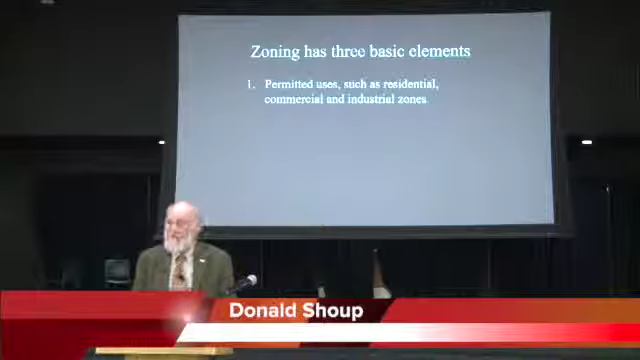 Zoning has three basic elements
1. Permitted uses, such as residential,
commercial and industrial zones
Donald Shoup